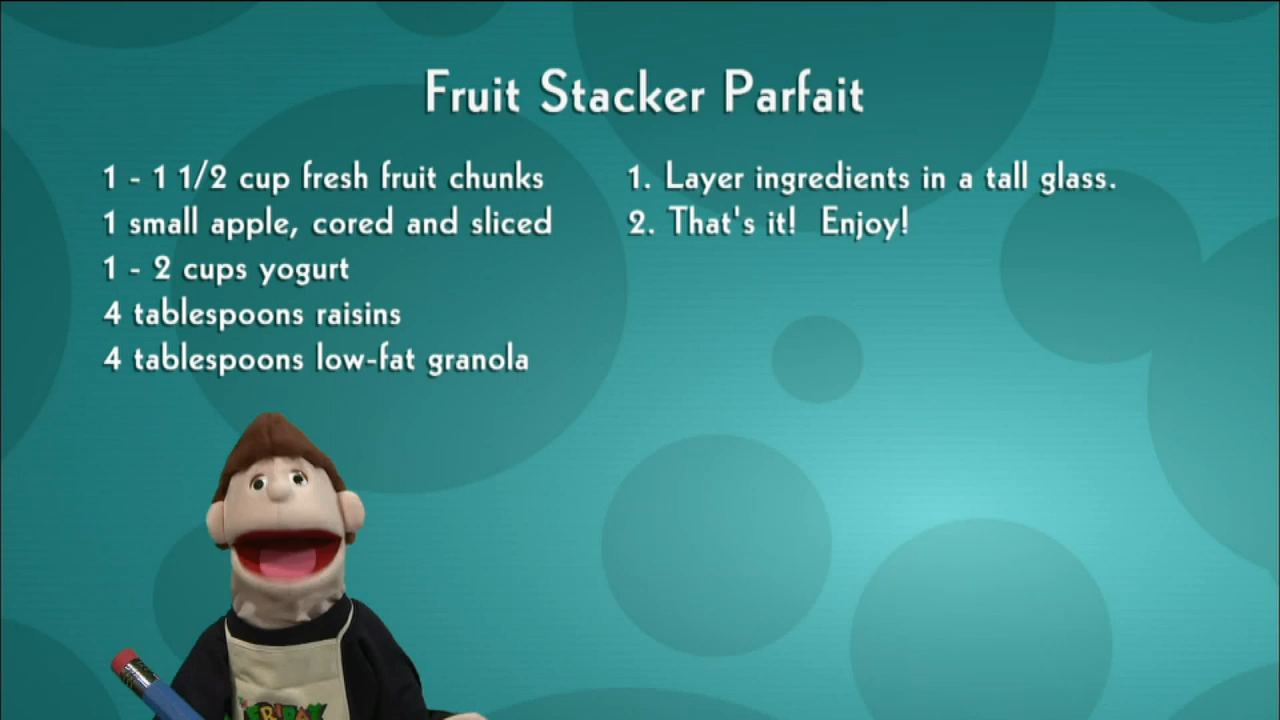 Fruit Stacker Parfait
1 - 1 1/2 cup fresh fruit chunks
1 small apple, cored and sliced
1 - 2 cups yogurt
4 tablespoons raisins
4 tablespoons low-fat granola
1. Layer ingredients in a tall glass.
2. That's it!  Enjoy!